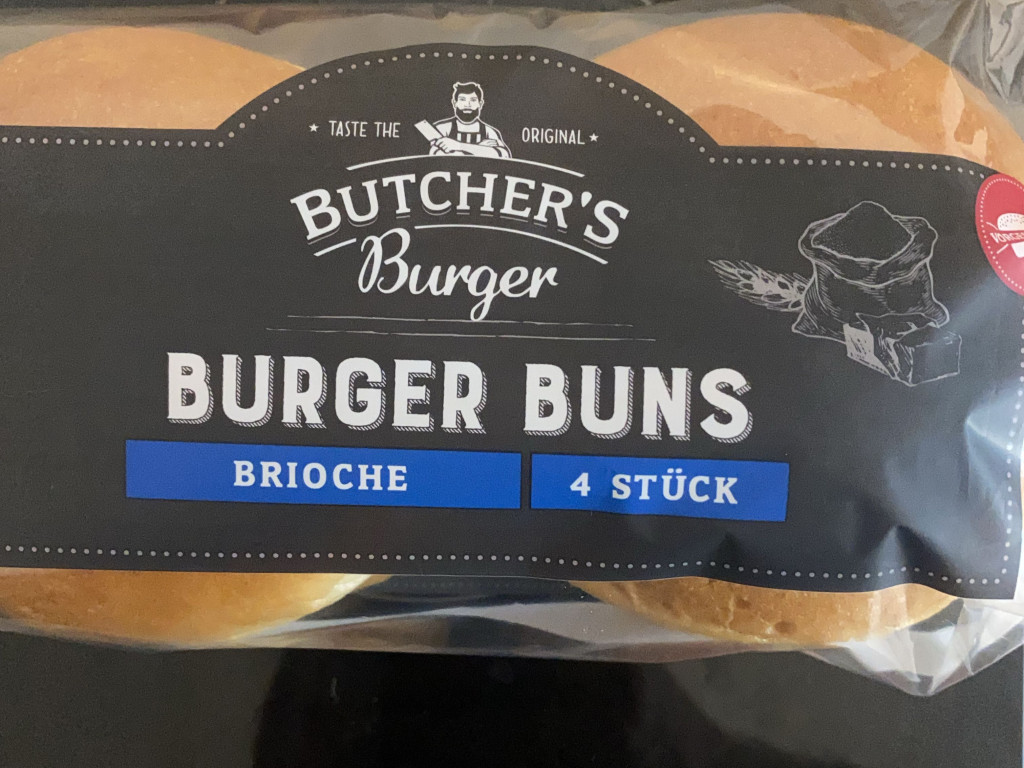 TASTE THE ORIGINAL
BUTCHER'S
Burger
BURGER BUNS
BRIOCHE
4 STÜCK